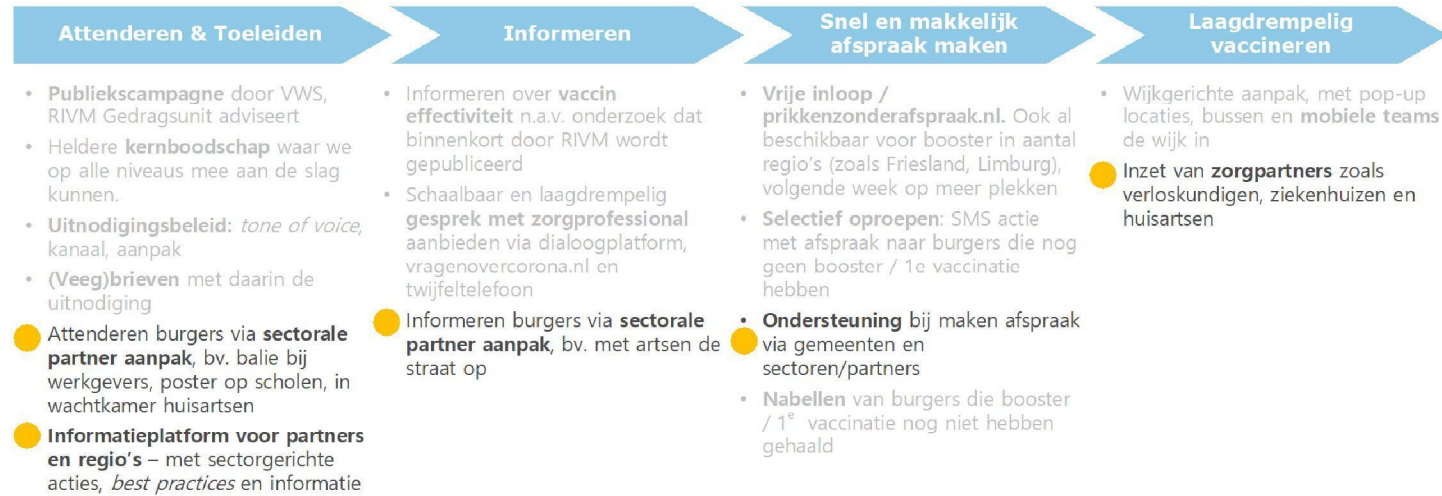 Attenderen & Toeleiden
• Publiekscampagne door VWS,
RIVM Gedragsunit adviseert
• Heldere kernboodschap waar we
op alle niveaus mee aan de slag
kunnen.
• Uitnodigingsbeleid: tone of voice,
kanaal, aanpak
• (Veeg)brieven met daarin de
uitnodiging
Attenderen burgers via sectorale
partner aanpak, bv. balie bij
werkgevers, poster op scholen, in
wachtkamer huisartsen
Informatieplatform voor partners
en regio's – met sectorgerichte
acties, best practices en informatie
Informeren
• Informeren over vaccin
effectiviteit n.a.v. onderzoek dat
binnenkort door RIVM wordt
gepubliceerd
• Schaalbaar en laagdrempelig
gesprek met zorgprofessional
aanbieden via dialoogplatform,
vragenovercorona.nl en
twijfeltelefoon
Informeren burgers via sectorale
partner aanpak, bv. met artsen de
straat op
Snel en makkelijk
afspraak maken
• Vrije inloop /
prikkenzonderafspraak.nl. Ook al
beschikbaar voor booster in aantal
regio's (zoals Friesland, Limburg),
volgende week op meer plekken
• Selectief oproepen: SMS actie
met afspraak naar burgers die nog
geen booster / 1e vaccinatie
hebben
• Ondersteuning bij maken afspraak
via gemeenten en
sectoren/partners
• Nabellen van burgers die booster
/ 1e vaccinatie nog niet hebben
gehaald
Laagdrempelig
vaccineren
• Wijkgerichte aanpak, met pop-up
locaties, bussen en mobiele teams
de wijk in
Inzet van zorgpartners zoals
verloskundigen, ziekenhuizen en
huisartsen